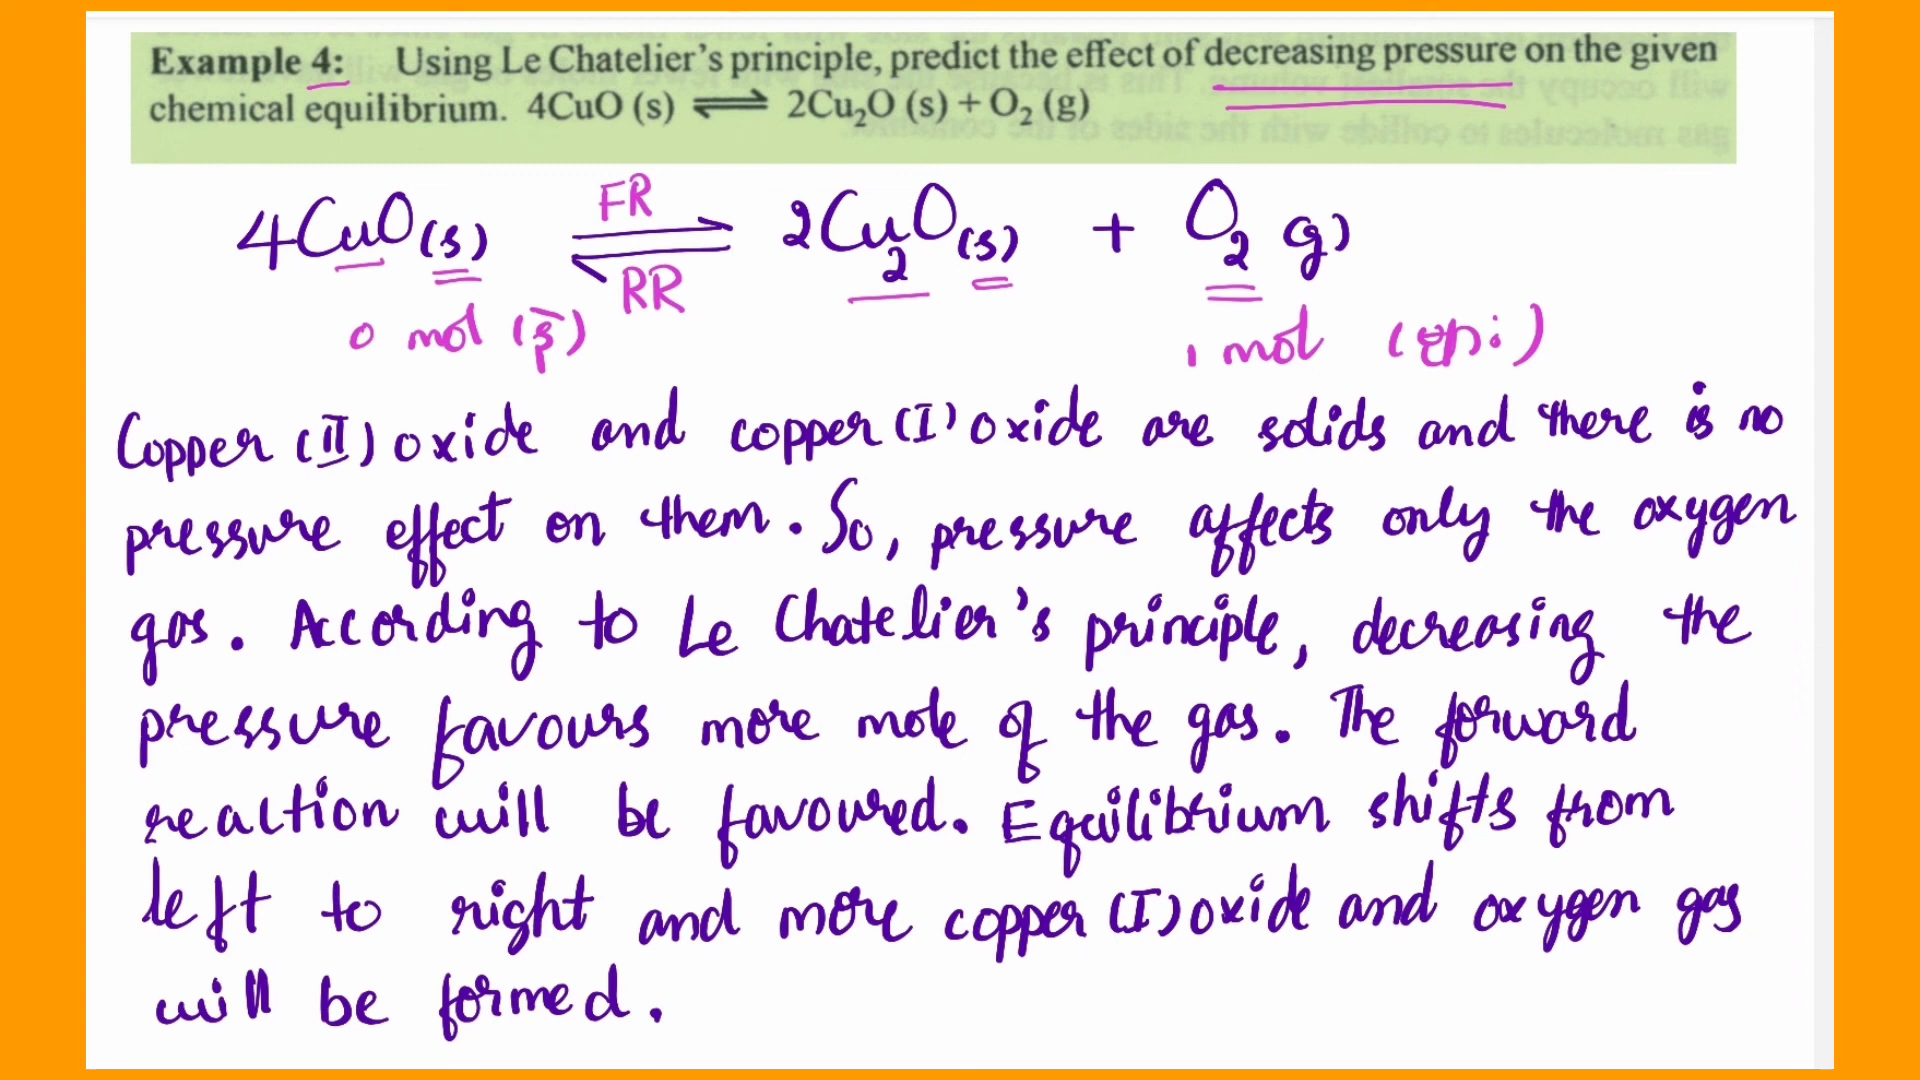 Example 4: Using Le Chatelier's principle, predict the effect of decreasing pressure on the given
chemical equilibrium. 4CuO (s) ⇌ 2Cu₂O (s) + O₂ (g)
FR
4CuO(s) ⇌ 2Cu₂O(s) + O₂ g)
RR
0 mol 1 mol
Copper (II) oxide and copper (I) oxide are solids and there is no
pressure effect on them. So, pressure affects only the oxygen
gas. According to Le Chatelier's principle, decreasing the
pressure favours more mole of the gas. The forward
reaction will be favoured. Equilibrium shifts from
left to right and more copper (I) oxide and oxygen gas
will be formed.